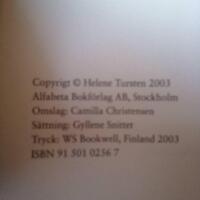 Copyrigt © Helene Tursten 2003
Alfabeta Bokförlag AB, Stockholm
Omslag: Camilla Christensen
Sättning: Gyllene Snittet
Tryck: WS Bookwell, Finland 2003
ISBN 91 501 0256 7